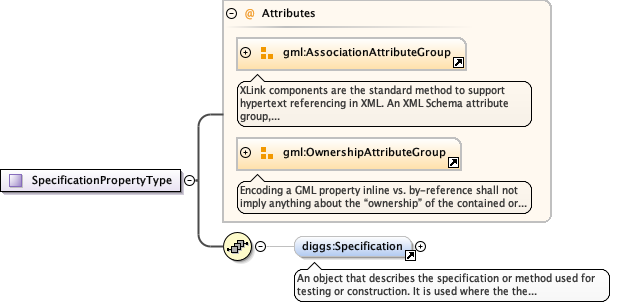 @ Attributes
gml:AssociationAttributeGroup
XLink components are the standard method to support
hypertext referencing in XML. An XML Schema attribute
group,...
gml:OwnershipAttributeGroup
Encoding a GML property inline vs. by-reference shall not
imply anything about the “ownership” of the contained or...
SpecificationPropertyType
diggs:Specification
An object that describes the specification or method used for
testing or construction. It is used where the the...